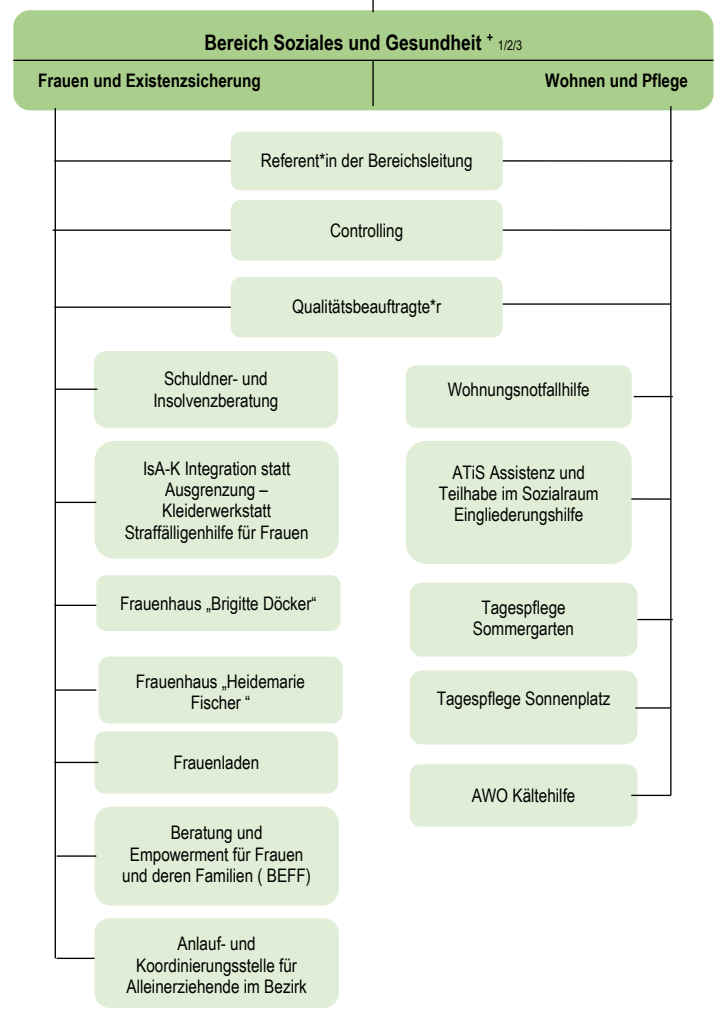 Bereich Soziales und Gesundheit + 1/2/3
Frauen und Existenzsicherung
Wohnen und Pflege
Referent*in der Bereichsleitung
Controlling
Qualitätsbeauftragte*r
Schuldner- und
Insolvenzberatung
IsA-K Integration statt
Ausgrenzung –
Kleiderwerkstatt
Straffälligenhilfe für Frauen
Frauenhaus „Brigitte Döcker“
Frauenhaus „Heidemarie
Fischer “
Frauenladen
Beratung und
Empowerment für Frauen
und deren Familien ( BEFF)
Anlauf- und
Koordinierungsstelle für
Alleinerziehende im Bezirk
Wohnungsnotfallhilfe
ATiS Assistenz und
Teilhabe im Sozialraum
Eingliederungshilfe
Tagespflege
Sommergarten
Tagespflege Sonnenplatz
AWO Kältehilfe